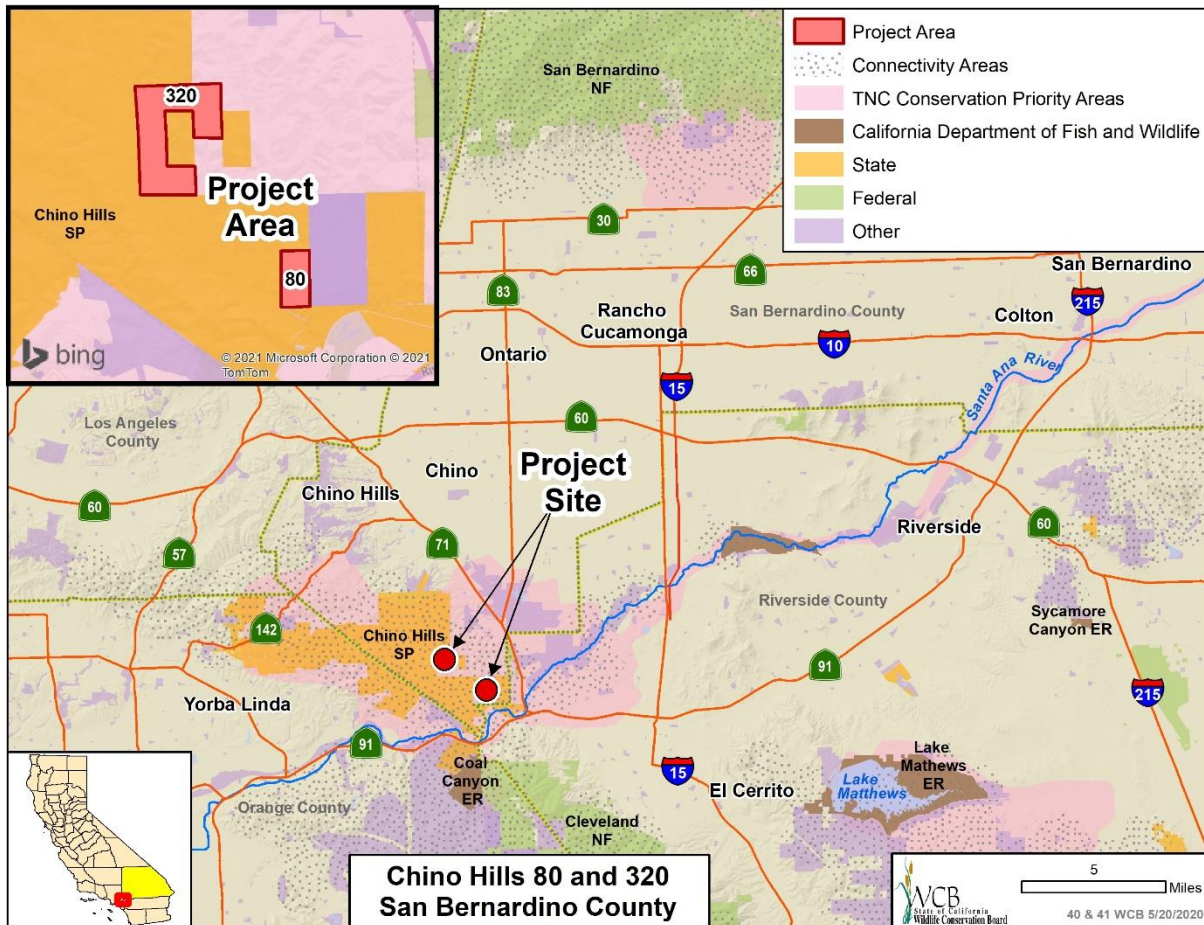 320
Project
Area
Chino Hills
SP
80
bing
© 2021 Microsoft Corporation © 2021
TomTom
Project Area
Connectivity Areas
TNC Conservation Priority Areas
California Department of Fish and Wildlife
State
Federal
Other
San Bernardino
NF
30
66
San Bernardino
215
83
Rancho
Cucamonga
San Bernardino County
Colton
10
Ontario
15
Santa Ana River
Los Angeles
County
60
Chino
Project
Site
Chino Hills
60
57
71
Riverside
60
Riverside County
Sycamore
Canyon ER
142
Chino Hills
SP
91
215
Yorba Linda
91
Coal
Canyon
ER
15
El Cerrito
Lake
Mathews
ER
Lake
Matthews
Orange County
Cleveland
NF
Chino Hills 80 and 320
San Bernardino County
WCB
State of California
Wildlife Conservation Board
5
Miles
40 & 41 WCB 5/20/2020